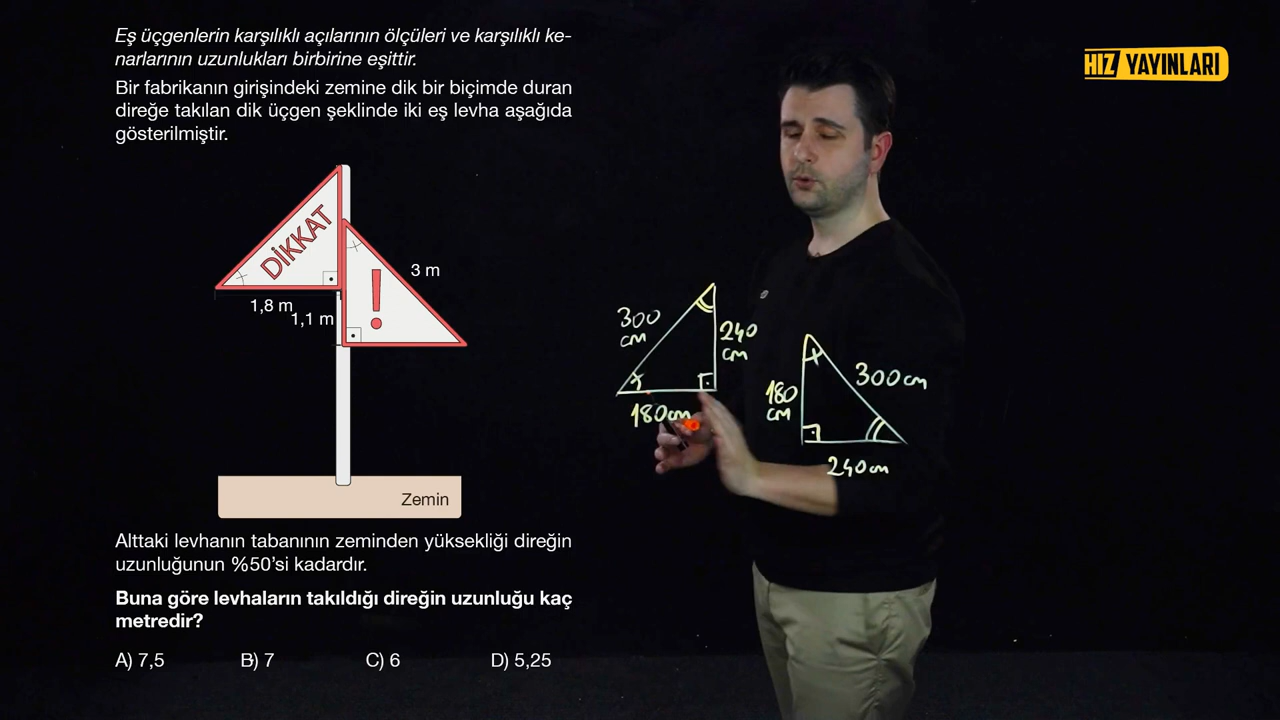 Eş üçgenlerin karşılıklı açılarının ölçüleri ve karşılıklı ke-
narlarının uzunlukları birbirine eşittir.
Bir fabrikanın girişindeki zemine dik bir biçimde duran
direğe takılan dik üçgen şeklinde iki eş levha aşağıda
gösterilmiştir.
HIZ YAYINLARI
DİKKAT
!
3 m
1,8 m
1,1 m
Zemin
300
cm
240
cm
180cm
180
cm
300cm
240cm
Alttaki levhanın tabanının zeminden yüksekliği direğin
uzunluğunun %50'si kadardır.
Buna göre levhaların takıldığı direğin uzunluğu kaç
metredir?
A) 7,5 B) 7 C) 6 D) 5,25